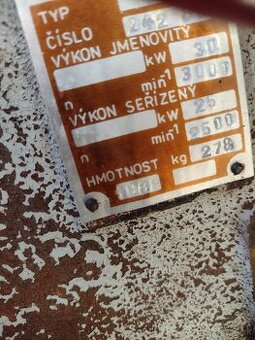 TYP
ČÍSLO 242
VÝKON JMENOVITÝ
kW 30
n, min-1 3000
VÝKON SEŘÍZENÝ
kW 25
n min-1 2500
HMOTNOST kg 278